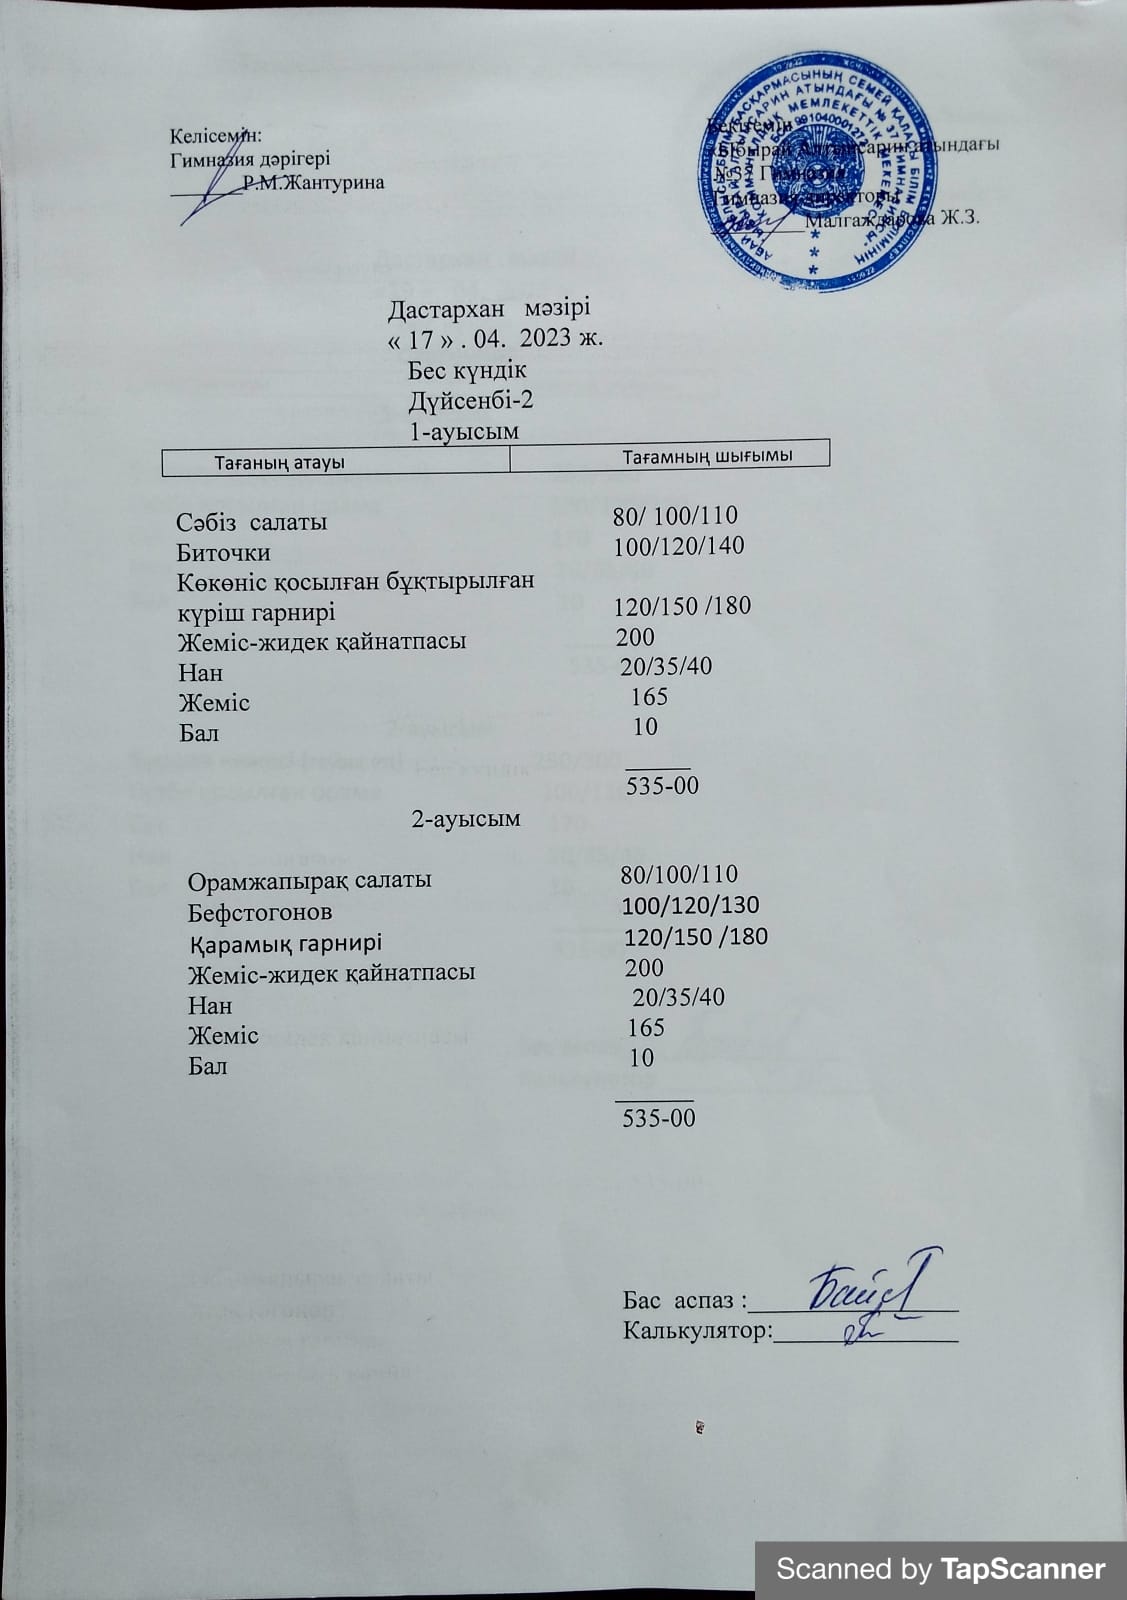 Келісемін:
Гимназия дәрігері
Р.М.Жантурина
Бекітемін
Ыбырай Алтынсарин атындағы
№37 Гимназия
Гимназия директоры
Малгаждарова Ж.З.
Дастархан мәзірі
« 17 » . 04. 2023 ж.
Бес күндік
Дүйсенбі-2
1-ауысым
Тағаның атауы Тағамның шығымы
Сәбіз салаты 80/ 100/110
Биточки 100/120/140
Көкөніс қосылған бұқтырылған
күріш гарнирі 120/150 /180
Жеміс-жидек қайнатпасы 200
Нан 20/35/40
Жеміс 165
Бал 10
535-00
2-ауысым
Орамжапырақ салаты 80/100/110
Бефстогонов 100/120/130
Қарамық гарнирі 120/150 /180
Жеміс-жидек қайнатпасы 200
Нан 20/35/40
Жеміс 165
Бал 10
535-00
Бас аспаз :
Калькулятор:
Scanned by TapScanner